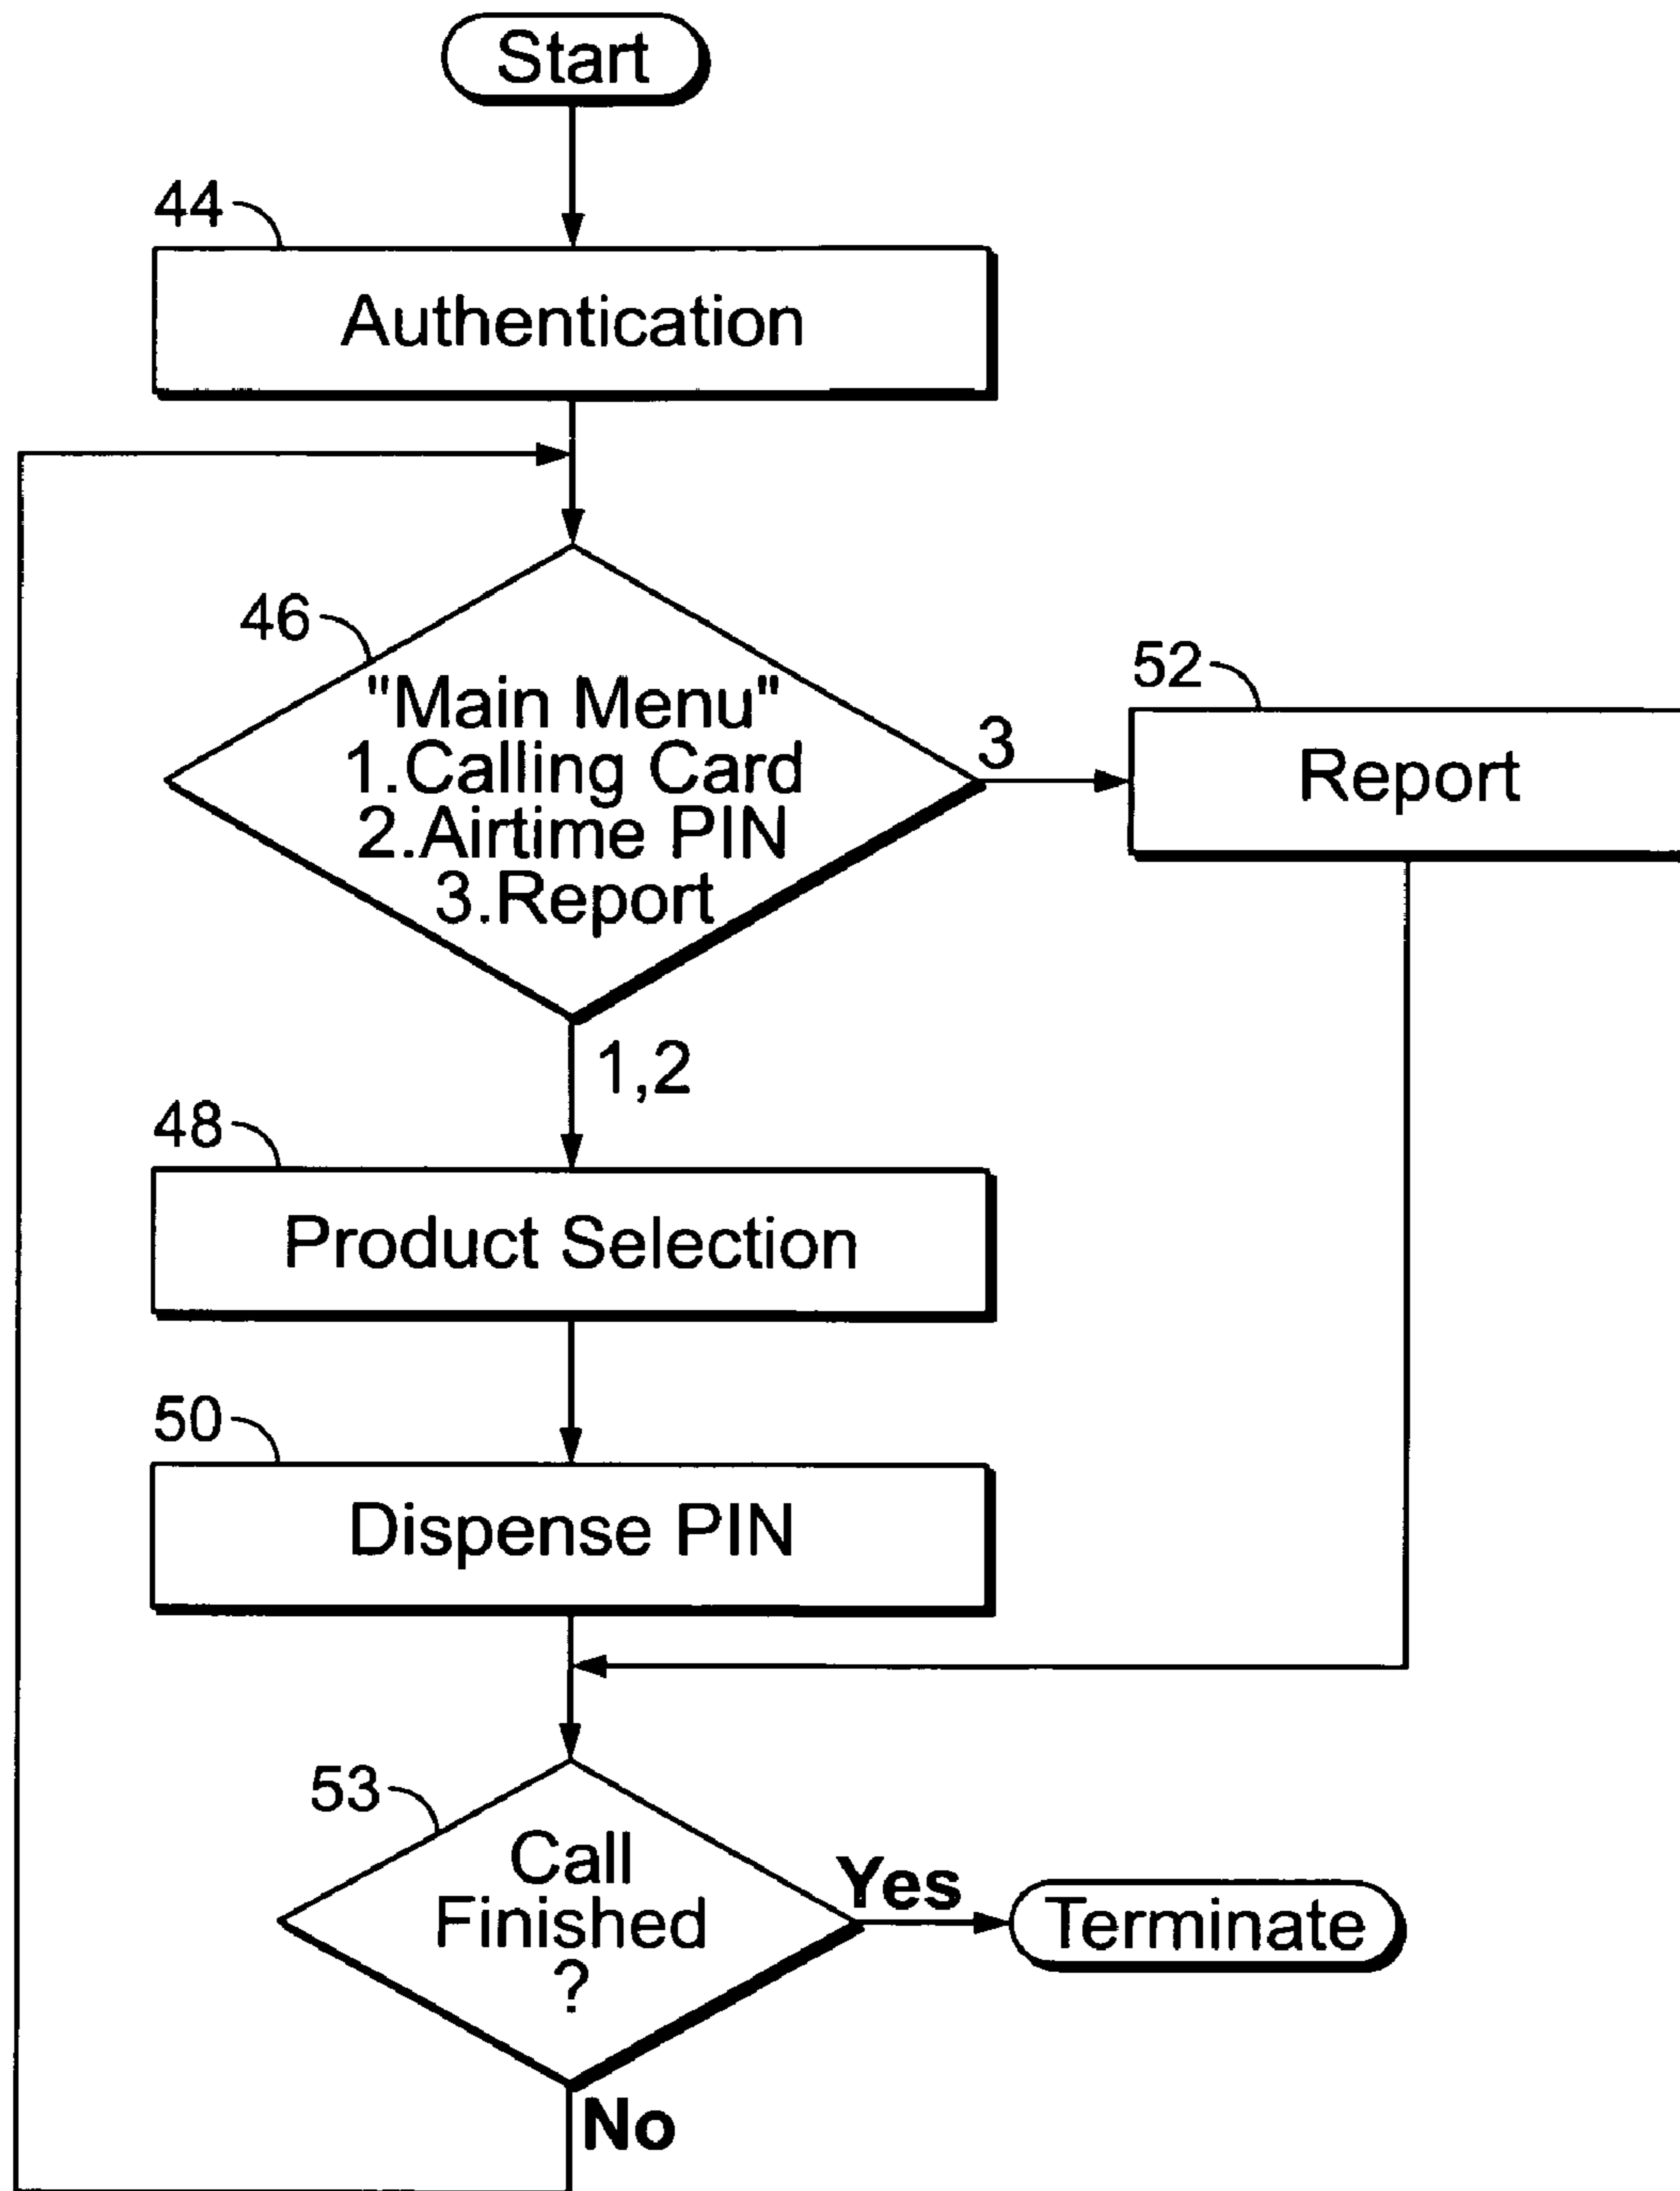 Start
44
Authentication
46
"Main Menu"
1.Calling Card
2.Airtime PIN
3.Report
3
52
Report
1,2
48
Product Selection
50
Dispense PIN
53
Call
Finished
?
Yes
Terminate
No